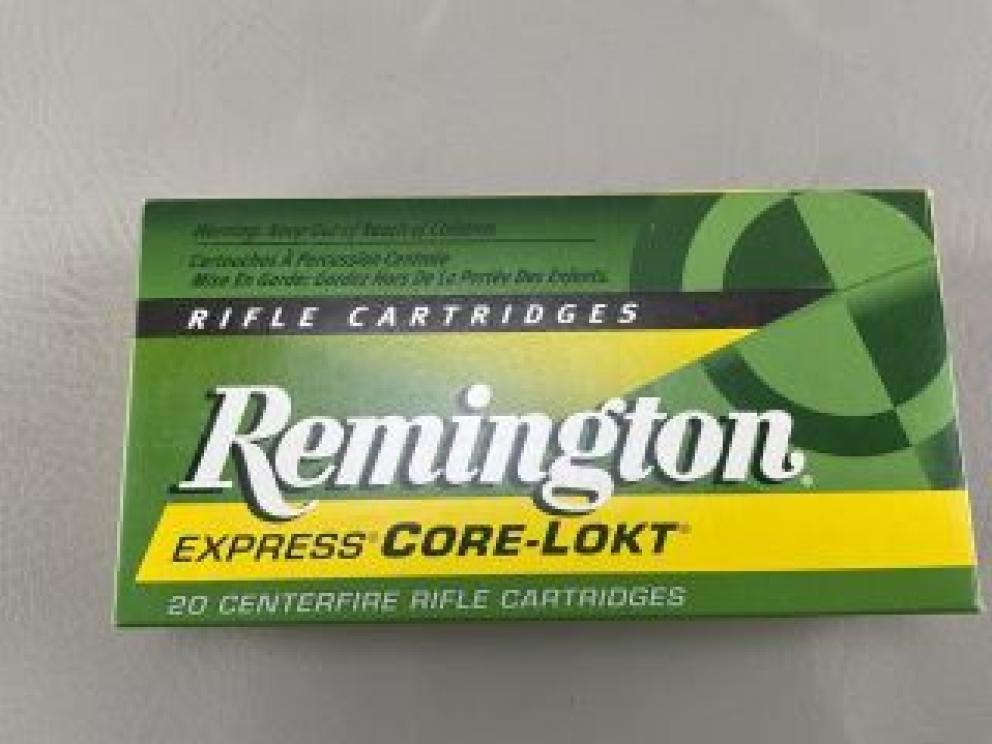 Warning: Keep Out of Reach of Children
Cartouches À Percussion Centrale
Mise En Garde: Gardez Hors De La Portée Des Enfants.
RIFLE CARTRIDGES
Remington®
EXPRESS® CORE-LOKT®
20 CENTERFIRE RIFLE CARTRIDGES